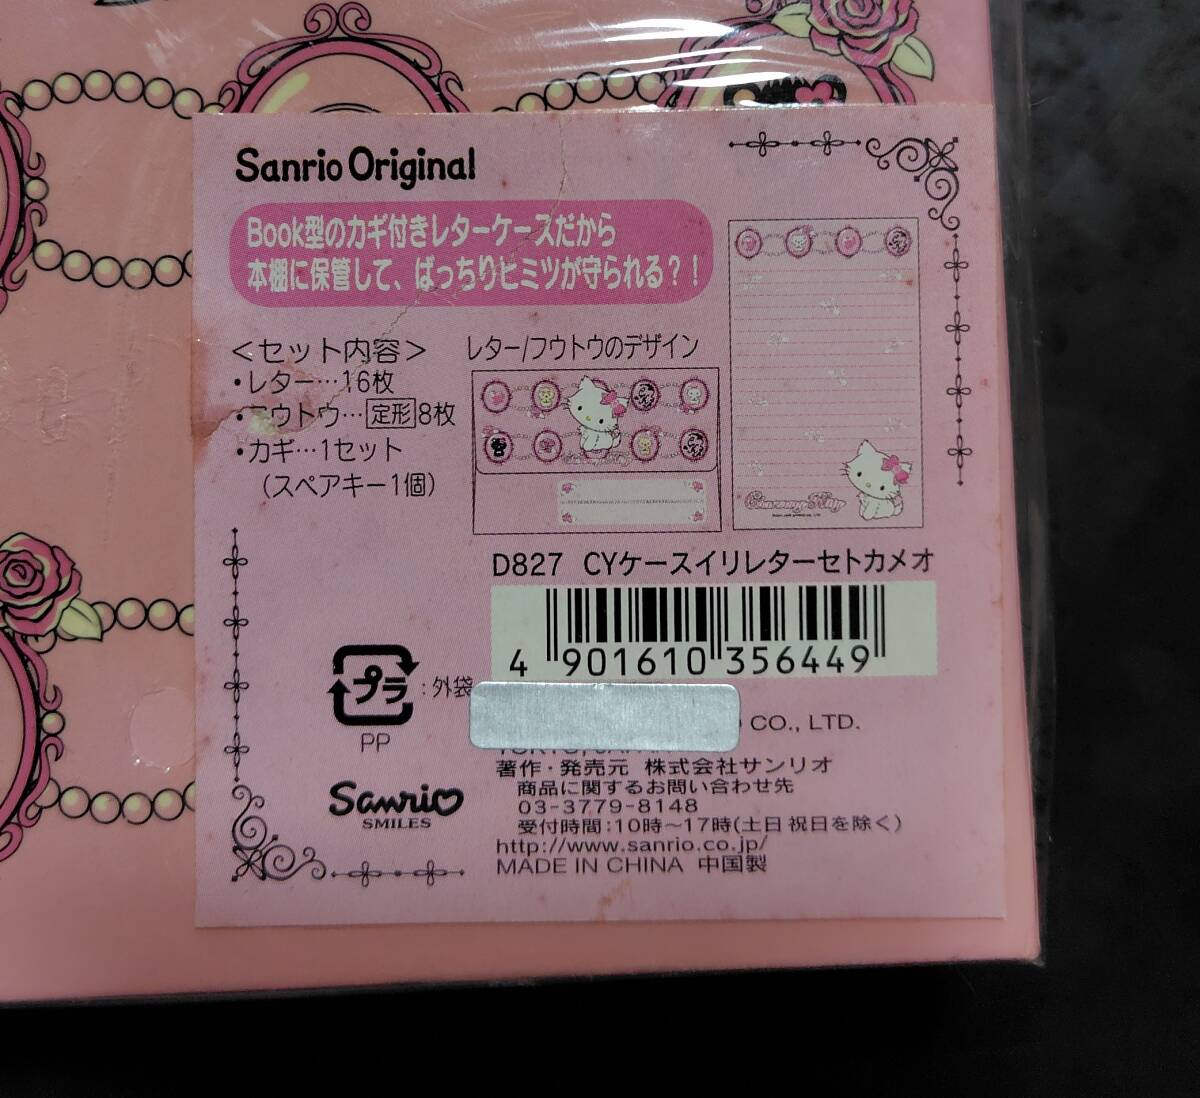 Sanrio Original
Book型のカギ付きレターケースだから
本棚に保管して、ばっちりヒミツが守られる?!
<セット内容>
・レター…16枚
・フウトウ…定形8枚
・カギ…1セット
(スペアキー1個)
レター/フウトウのデザイン
Charmmy Kitty
D827 CYケースイリレターセトカメオ
4 901610 356449
プラ :外袋
PP
CO., LTD.
著作・発売元 株式会社サンリオ
商品に関するお問い合わせ先
03-3779-8148
受付時間:10時〜17時(土日祝日を除く)
http://www.sanrio.co.jp/
MADE IN CHINA 中国製
Sanrio
SMILES